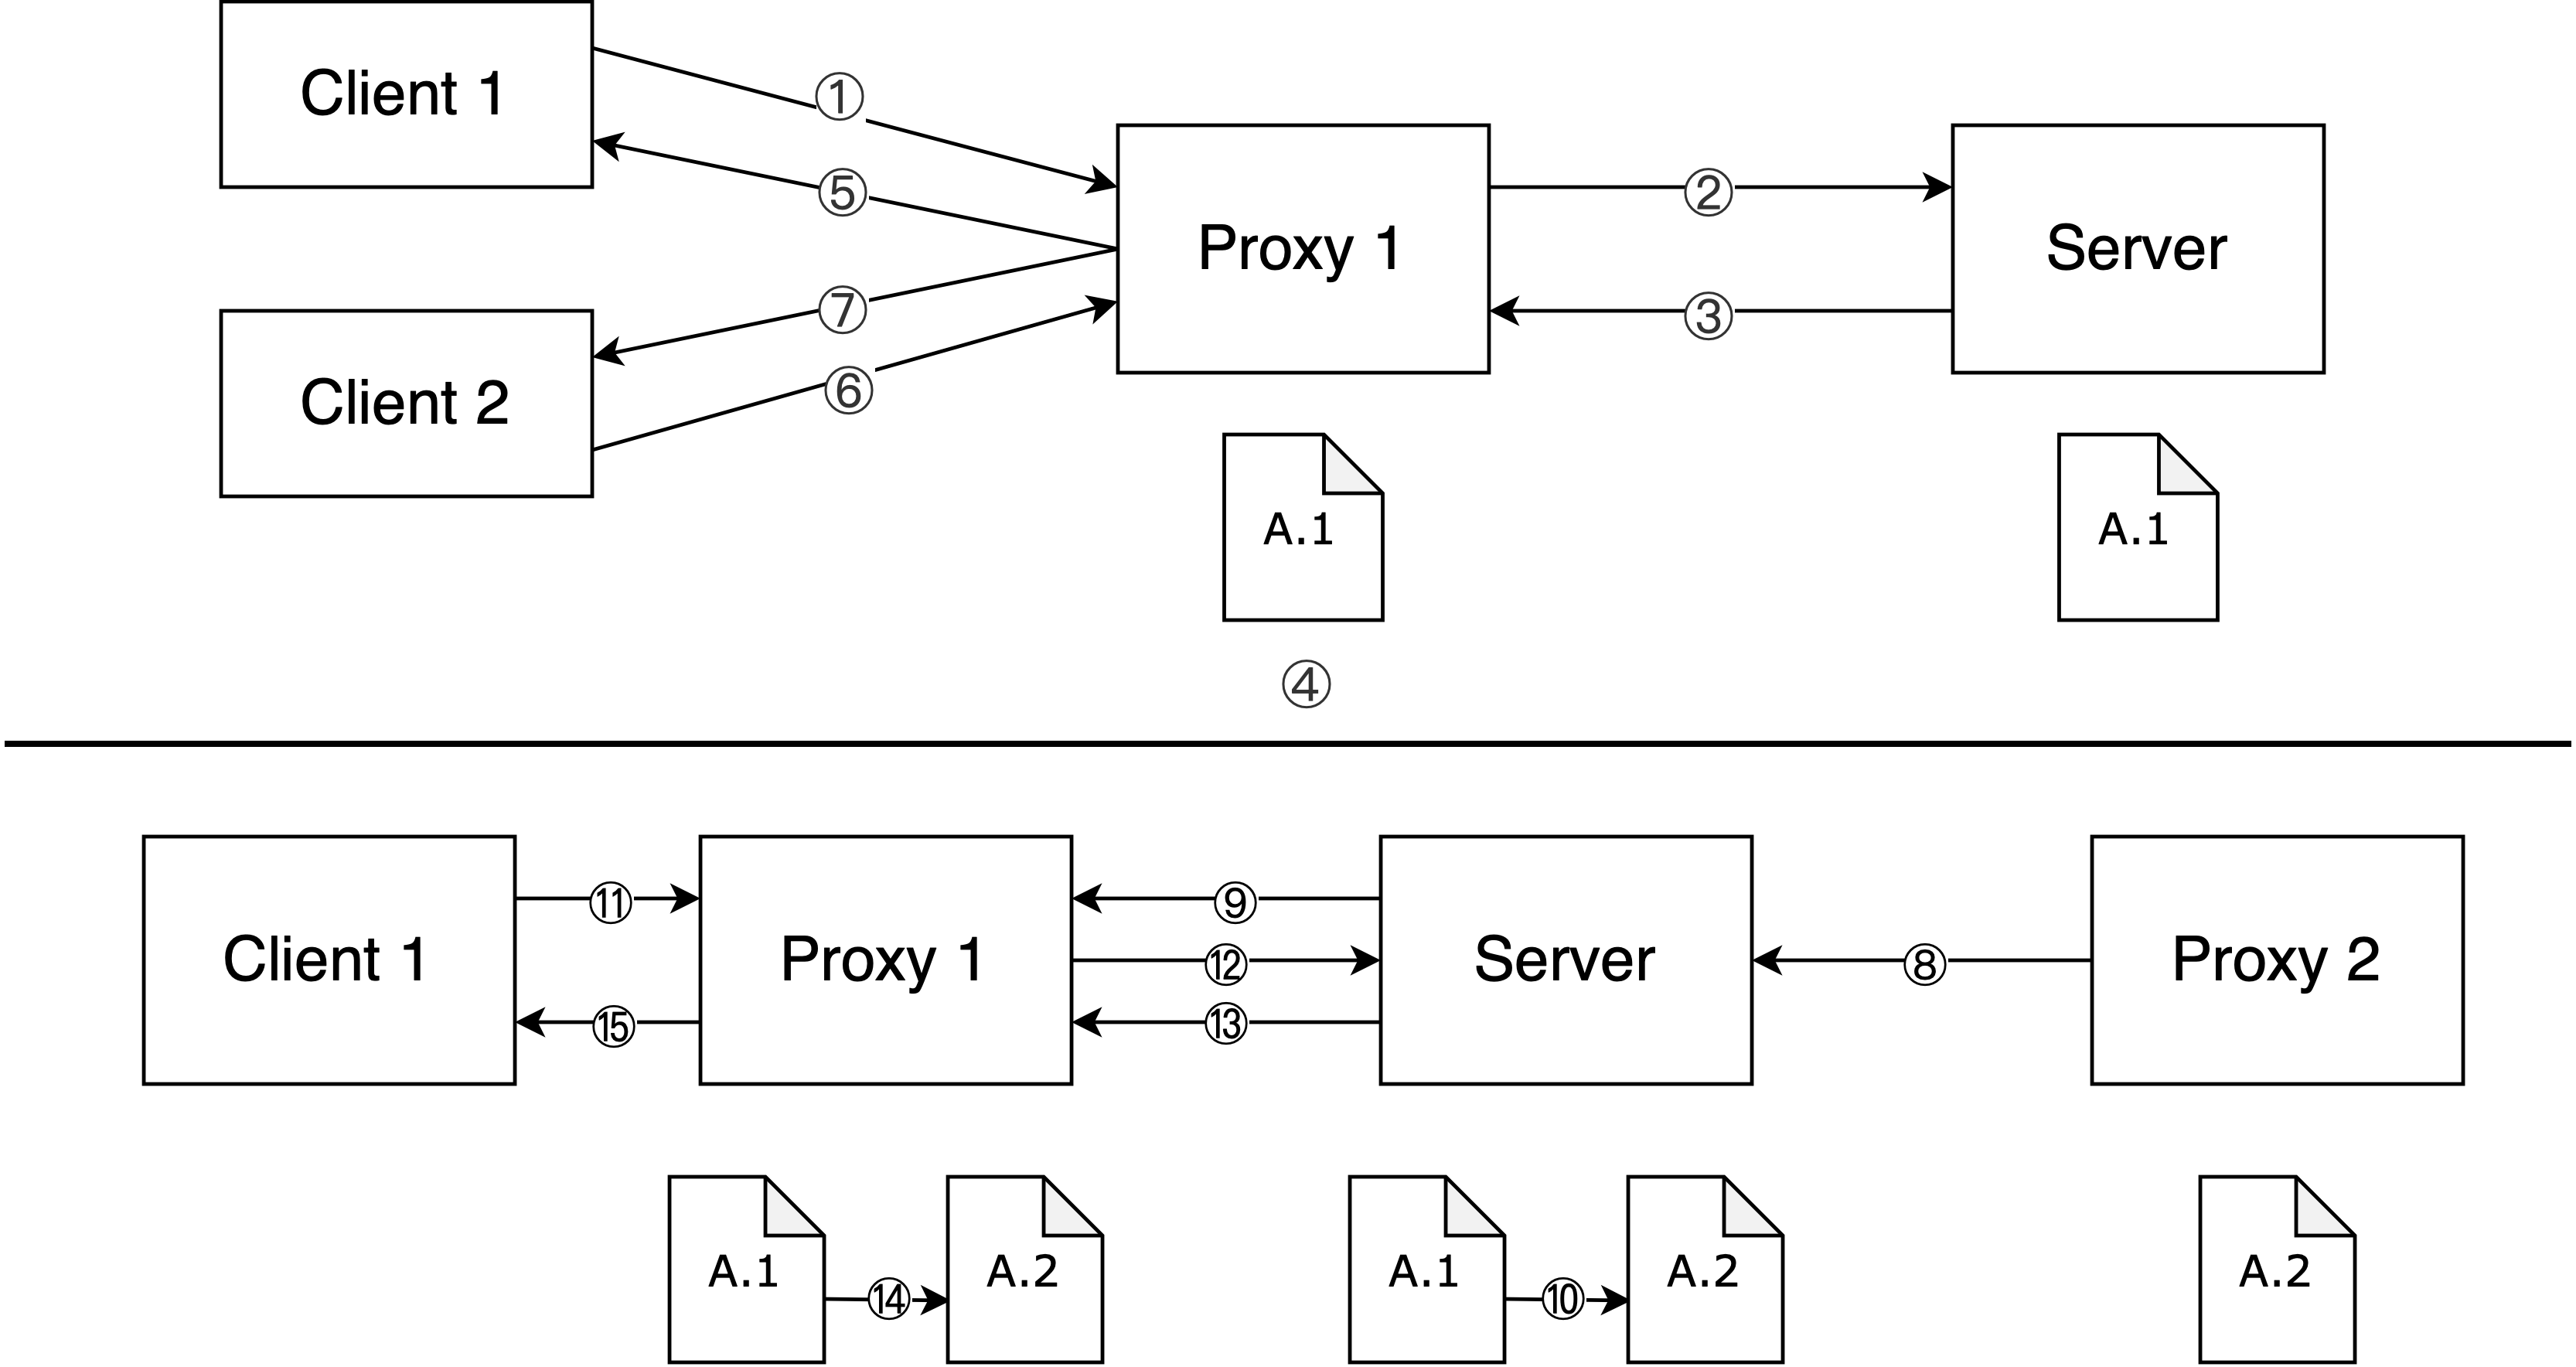 Client 1
①
⑤
Proxy 1
②
③
Server
⑦
⑥
Client 2
A.1
A.1
④
Client 1
⑪
⑮
Proxy 1
⑨
⑫
⑬
Server
⑧
Proxy 2
A.1
⑭
A.2
A.1
⑩
A.2
A.2